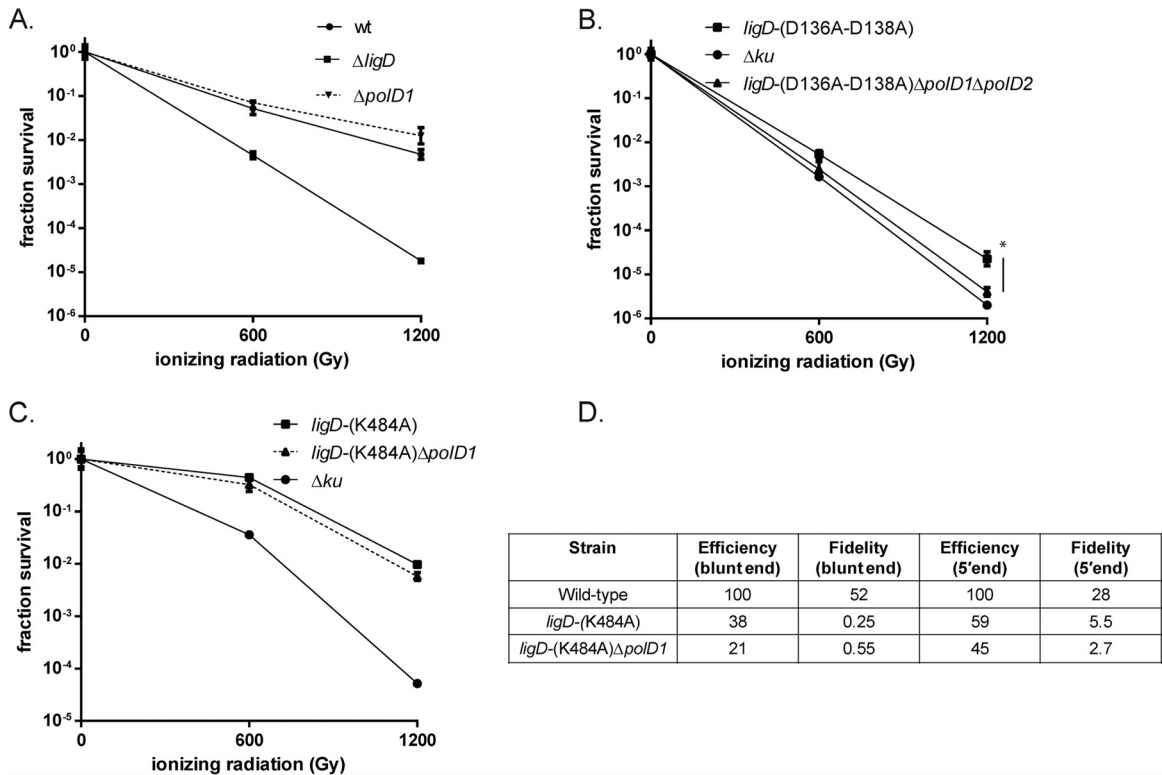 A.
wt
ΔligD
ΔpolD1
10⁰
10⁻¹
10⁻²
10⁻³
10⁻⁴
10⁻⁵
10⁻⁶
fraction survival
0 600 1200
ionizing radiation (Gy)
B.
ligD-(D136A-D138A)
Δku
ligD-(D136A-D138A)ΔpolD1ΔpolD2
10⁰
10⁻¹
10⁻²
10⁻³
10⁻⁴
10⁻⁵
10⁻⁶
fraction survival
*
0 600 1200
ionizing radiation (Gy)
C.
ligD-(K484A)
ligD-(K484A)ΔpolD1
Δku
10⁰
10⁻¹
10⁻²
10⁻³
10⁻⁴
10⁻⁵
fraction survival
0 600 1200
ionizing radiation (Gy)
D.
Strain Efficiency (blunt end) Fidelity (blunt end) Efficiency (5′end) Fidelity (5′end)
Wild-type 100 52 100 28
ligD-(K484A) 38 0.25 59 5.5
ligD-(K484A)ΔpolD1 21 0.55 45 2.7